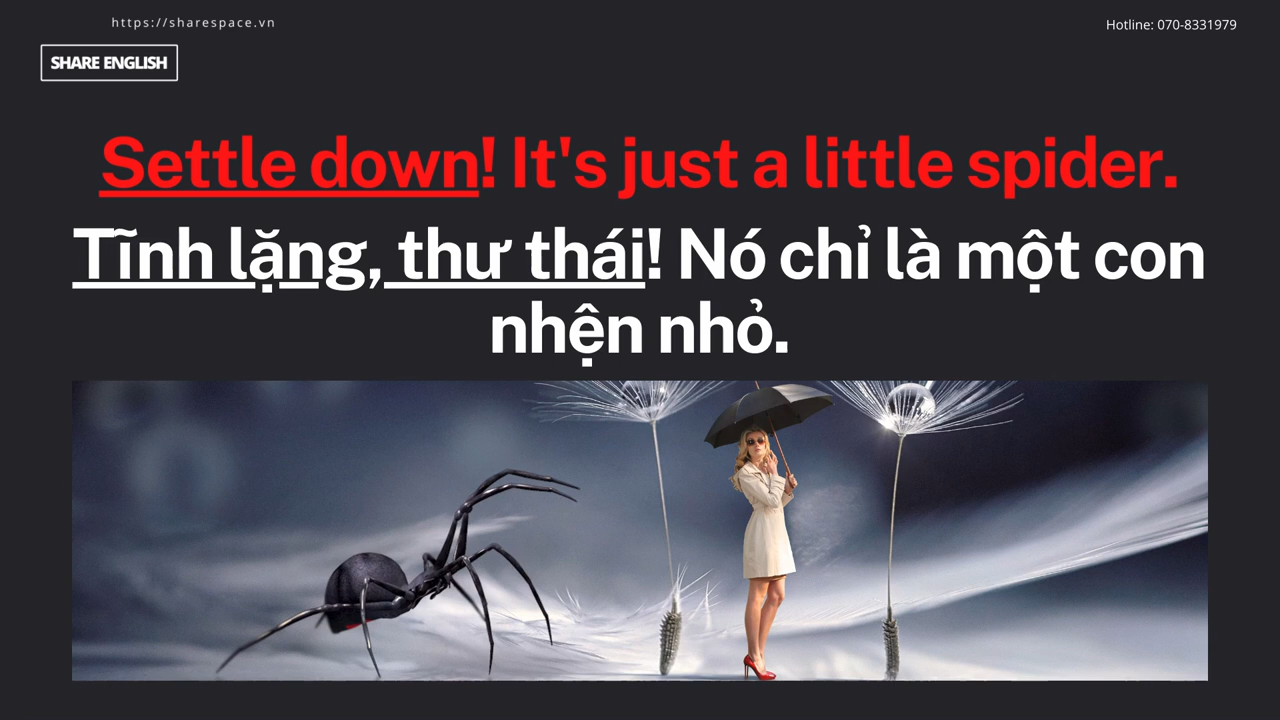 https://sharespace.vn
Hotline: 070-8331979
SHARE ENGLISH
Settle down! It's just a little spider.
Tĩnh lặng, thư thái! Nó chỉ là một con
nhện nhỏ.